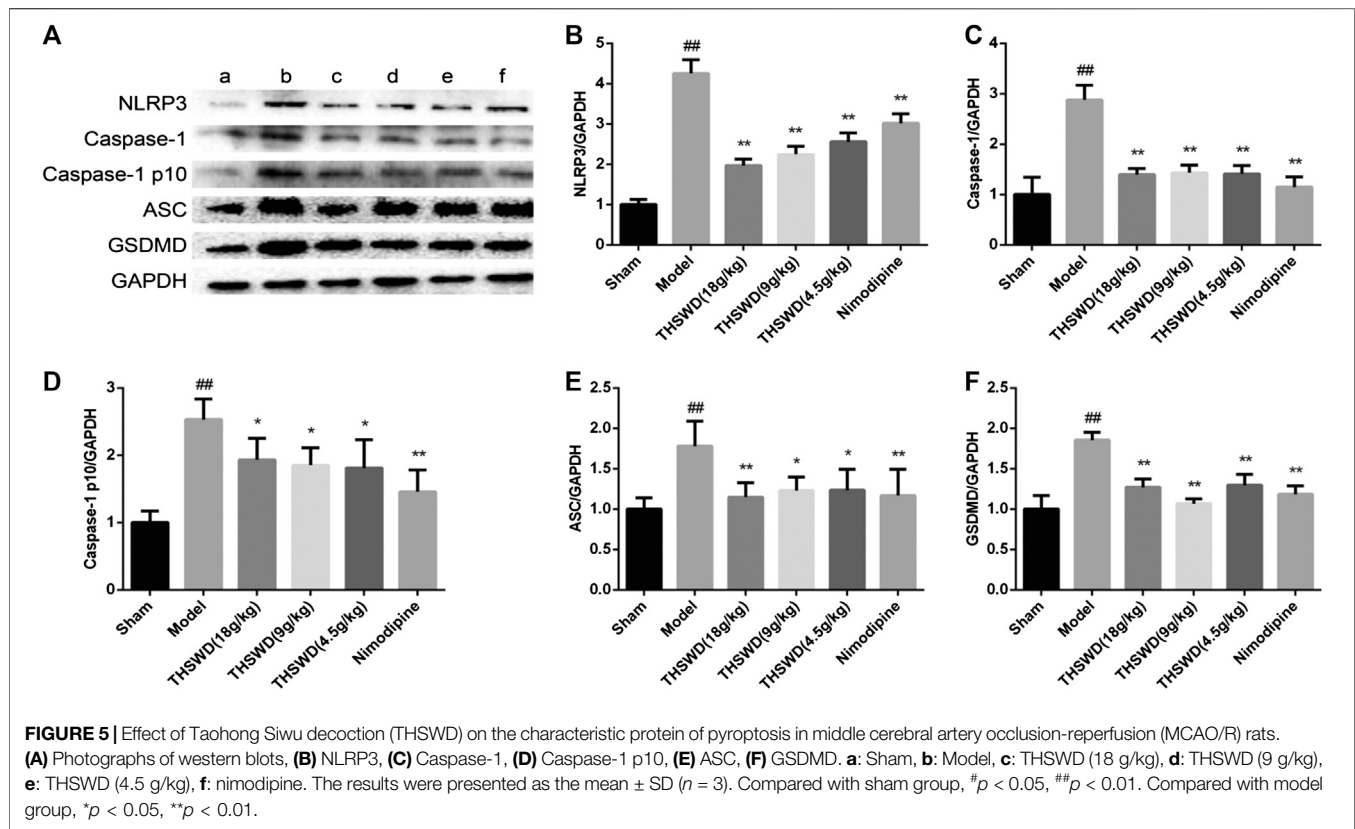 A
a b c d e f
NLRP3
Caspase-1
Caspase-1 p10
ASC
GSDMD
GAPDH
B
NLRP3/GAPDH
5
4
3
2
1
0
##
**
**
**
**
Sham
Model
THSWD(18g/kg)
THSWD(9g/kg)
THSWD(4.5g/kg)
Nimodipine
C
Caspase-1/GAPDH
4
3
2
1
0
##
**
**
**
**
Sham
Model
THSWD(18g/kg)
THSWD(9g/kg)
THSWD(4.5g/kg)
Nimodipine
D
Caspase-1 p10/GAPDH
3
2
1
0
##
*
*
*
**
Sham
Model
THSWD(18g/kg)
THSWD(9g/kg)
THSWD(4.5g/kg)
Nimodipine
E
ASC/GAPDH
2.5
2.0
1.5
1.0
0.5
0.0
##
**
*
*
**
Sham
Model
THSWD(18g/kg)
THSWD(9g/kg)
THSWD(4.5g/kg)
Nimodipine
F
GSDMD/GAPDH
2.5
2.0
1.5
1.0
0.5
0.0
##
**
**
**
**
Sham
Model
THSWD(18g/kg)
THSWD(9g/kg)
THSWD(4.5g/kg)
Nimodipine
FIGURE 5 | Effect of Taohong Siwu decoction (THSWD) on the characteristic protein of pyroptosis in middle cerebral artery occlusion-reperfusion (MCAO/R) rats.
(A) Photographs of western blots, (B) NLRP3, (C) Caspase-1, (D) Caspase-1 p10, (E) ASC, (F) GSDMD. a: Sham, b: Model, c: THSWD (18 g/kg), d: THSWD (9 g/kg),
e: THSWD (4.5 g/kg), f: nimodipine. The results were presented as the mean ± SD (n = 3). Compared with sham group, #p < 0.05, ##p < 0.01. Compared with model
group, *p < 0.05, **p < 0.01.